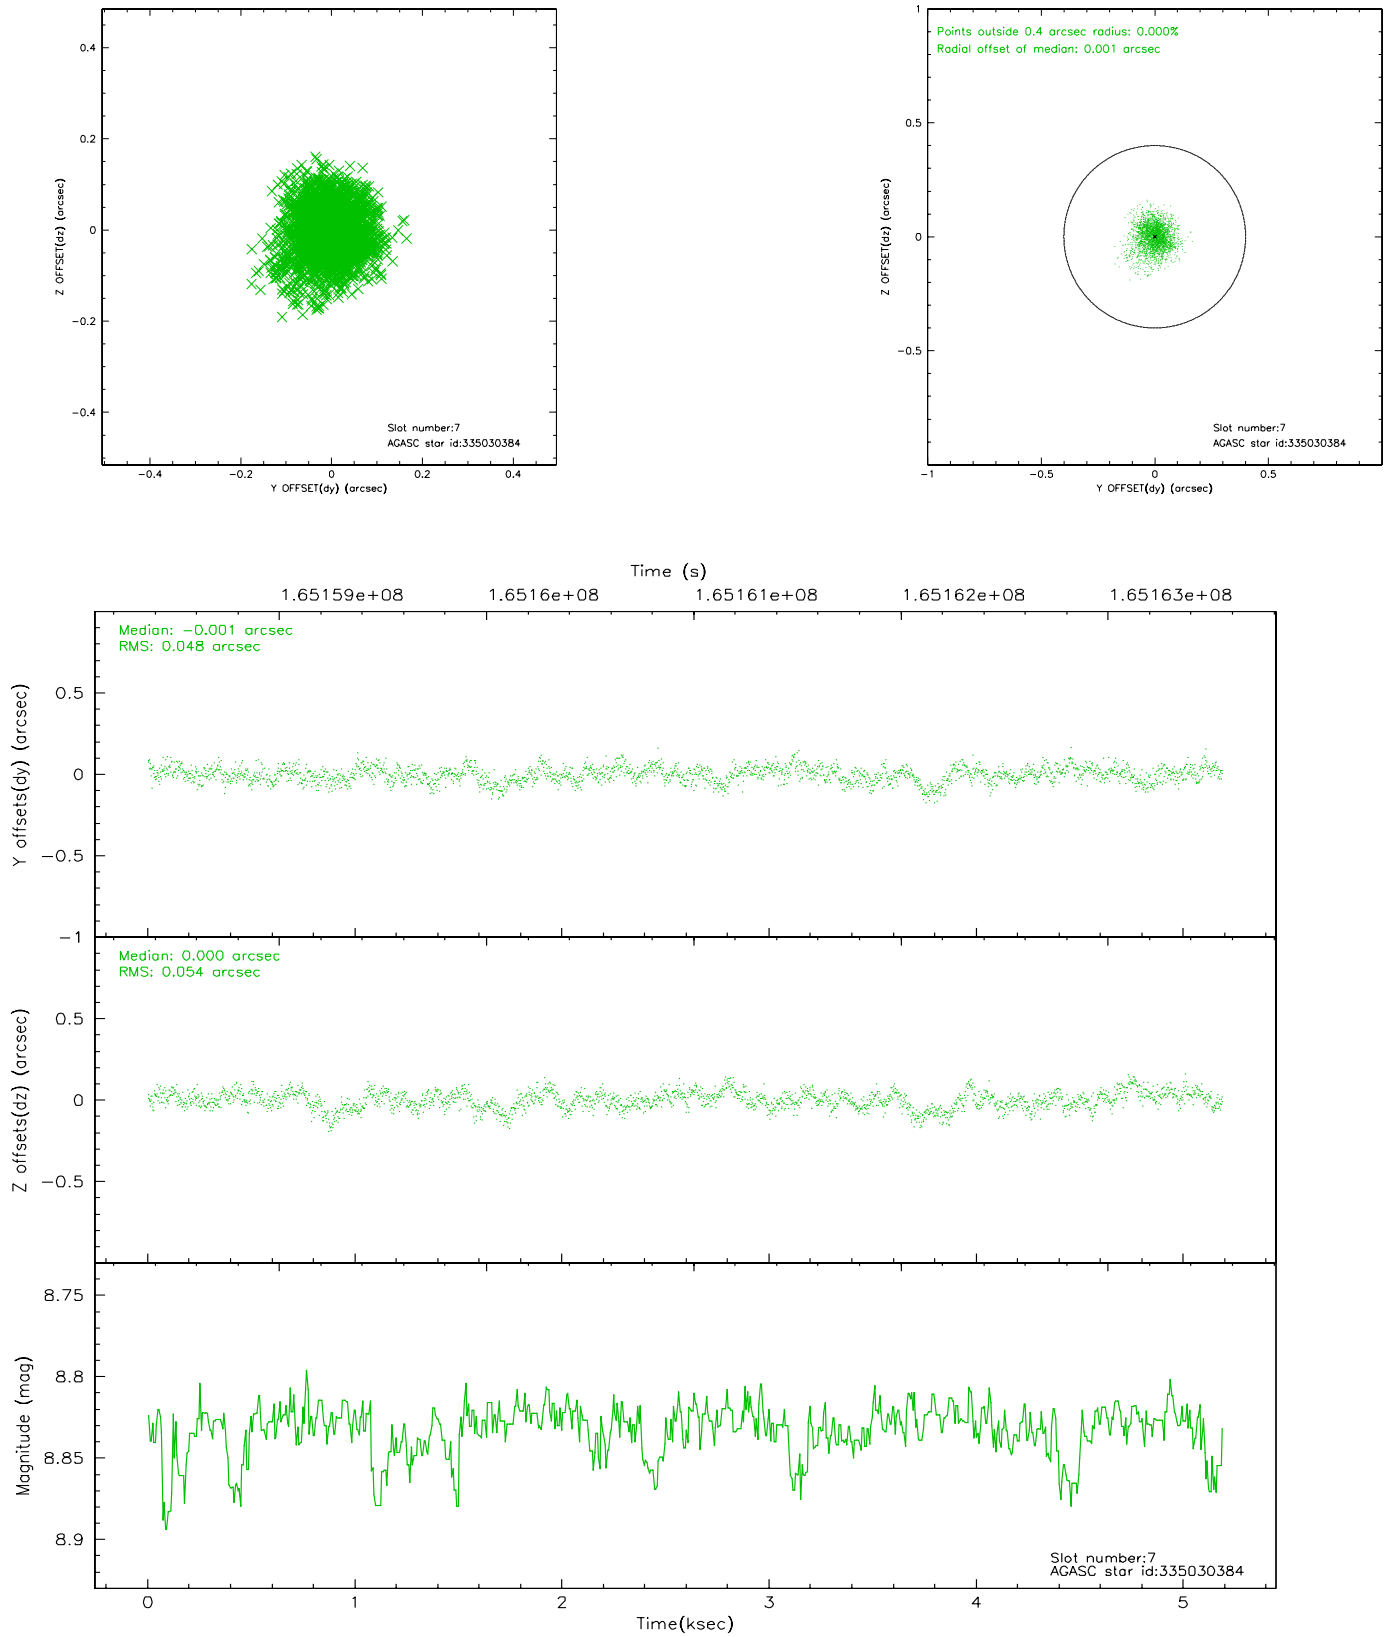 0.4
0.2
0
−0.2
−0.4
Z OFFSET(dz) (arcsec)
Slot number:7
AGASC star id:335030384
−0.4 −0.2 0 0.2 0.4
Y OFFSET(dy) (arcsec)
1
0.5
0
−0.5
Z OFFSET(dz) (arcsec)
Points outside 0.4 arcsec radius: 0.000%
Radial offset of median: 0.001 arcsec
Slot number:7
AGASC star id:335030384
−1 −0.5 0 0.5
Y OFFSET(dy) (arcsec)
Time (s)
1.65159e+08 1.6516e+08 1.65161e+08 1.65162e+08 1.65163e+08
Median: −0.001 arcsec
RMS: 0.048 arcsec
0.5
0
−0.5
−1
Y offsets(dy) (arcsec)
Median: 0.000 arcsec
RMS: 0.054 arcsec
0.5
0
−0.5
Z offsets(dz) (arcsec)
8.75
8.8
8.85
8.9
Magnitude (mag)
Slot number:7
AGASC star id:335030384
0 1 2 3 4 5
Time(ksec)